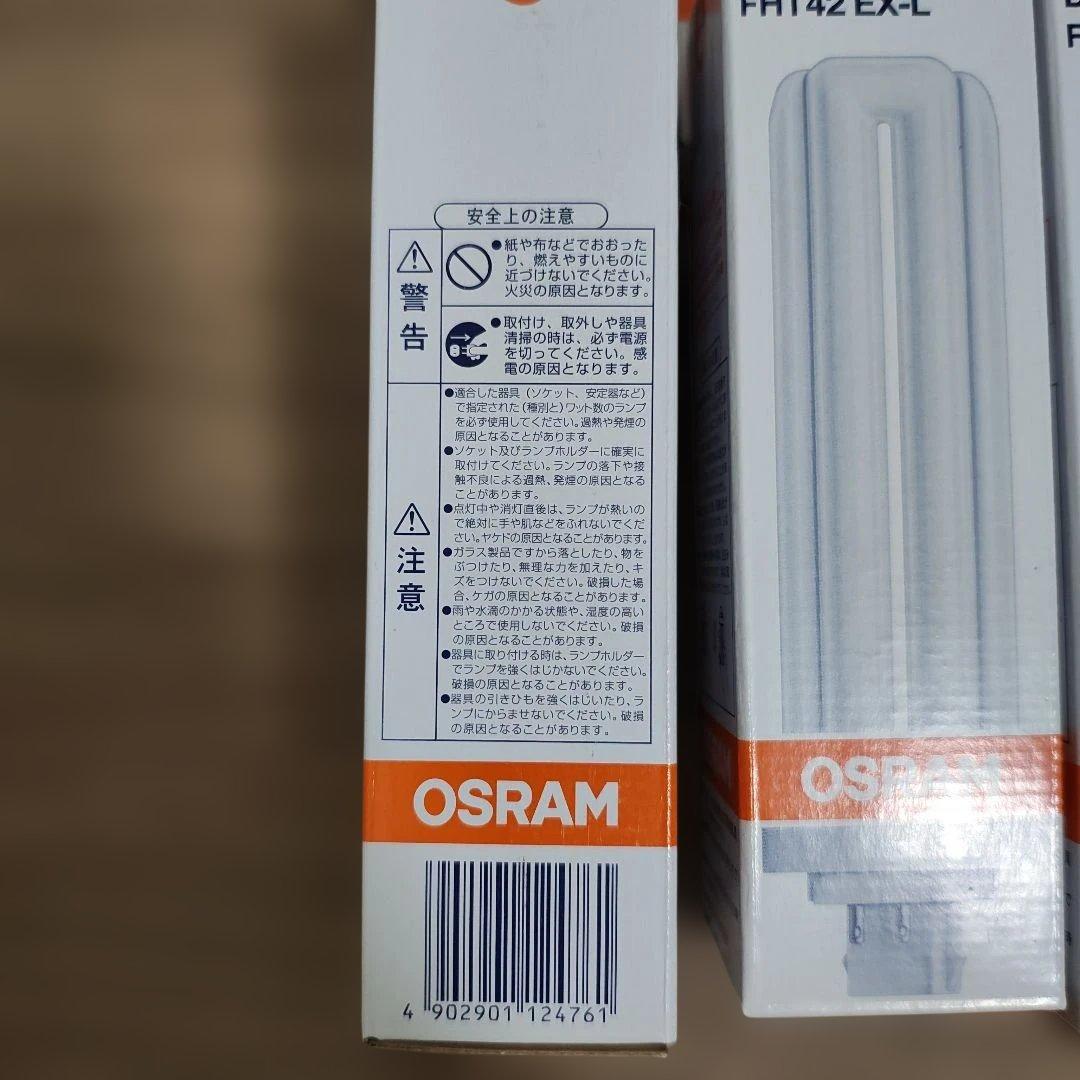 安全上の注意
警告
●紙や布などでおおった
り、燃えやすいものに
近づけないでください。
火災の原因となります。
●取付け、取外しや器具
清掃の時は、必ず電源
を切ってください。感
電の原因となります。
注意
●適合した器具（ソケット、安定器など）
で指定された（種別と）ワット数のランプ
を必ず使用してください。過熱や発煙の
原因となることがあります。
●ソケット及びランプホルダーに確実に
取付けてください。ランプの落下や接
触不良による過熱、発煙の原因となる
ことがあります。
●点灯中や消灯直後は、ランプが熱いの
で絶対に手や肌などをふれないでくだ
さい。ヤケドの原因となることがあります。
●ガラス製品ですから落としたり、物を
ぶつけたり、無理な力を加えたり、キ
ズをつけないでください。破損した場
合、ケガの原因となることがあります。
●雨や水滴のかかる状態や、湿度の高い
ところで使用しないでください。破損
の原因となることがあります。
●器具に取り付ける時は、ランプホルダー
でランプを強くはじかないでください。
破損の原因となることがあります。
●器具の引きひもを強くはじいたり、ラ
ンプにからませないでください。破損
の原因となることがあります。
OSRAM
4 902901 124761
FHT42 EX-L
OSRAM